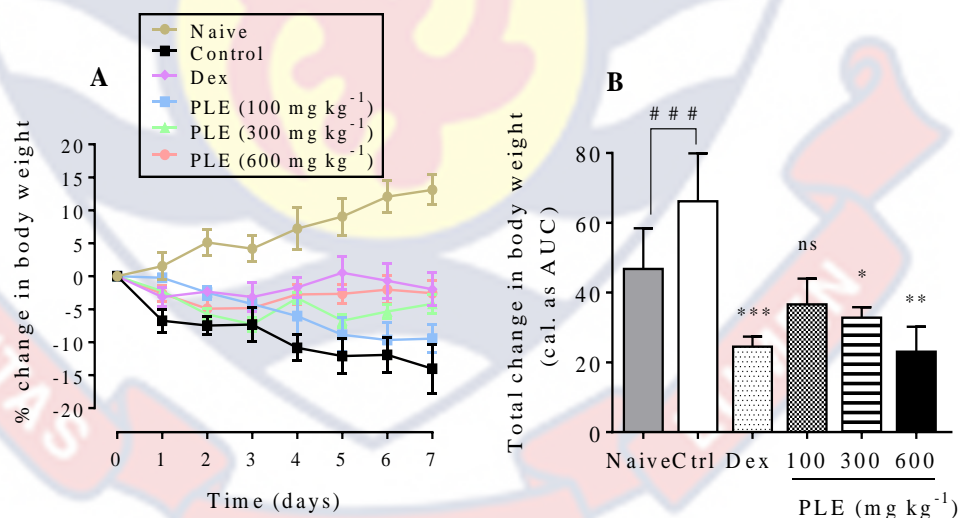 Naive
Control
Dex
PLE (100 mg kg-1)
PLE (300 mg kg-1)
PLE (600 mg kg-1)
A
% change in body weight
20
15
10
5
0
-5
-10
-15
-20
0 1 2 3 4 5 6 7
Time (days)
B
Total change in body weight
(cal. as AUC)
80
60
40
20
0
###
***
ns
*
**
Naive Ctrl Dex 100 300 600
PLE (mg kg-1)